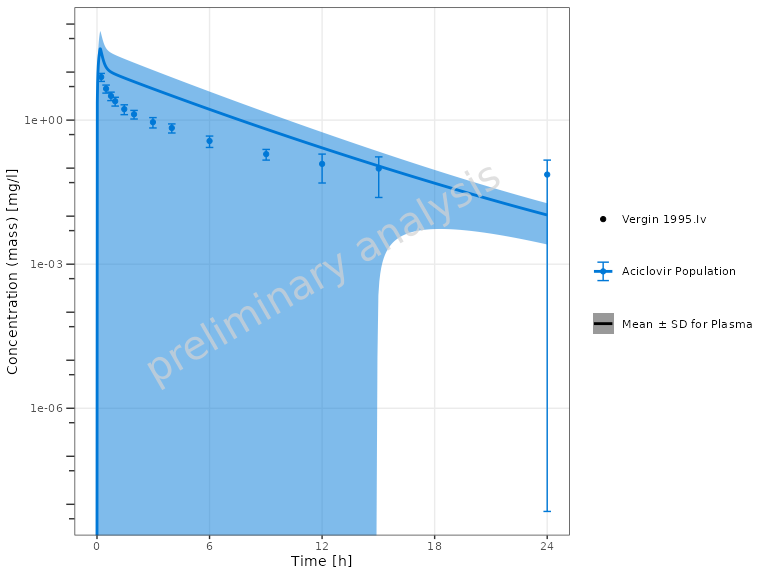 Concentration (mass) [mg/l]
1e+00
1e-03
1e-06
preliminary analysis
0 6 12 18 24
Time [h]
Vergin 1995.Iv
Aciclovir Population
Mean ± SD for Plasma